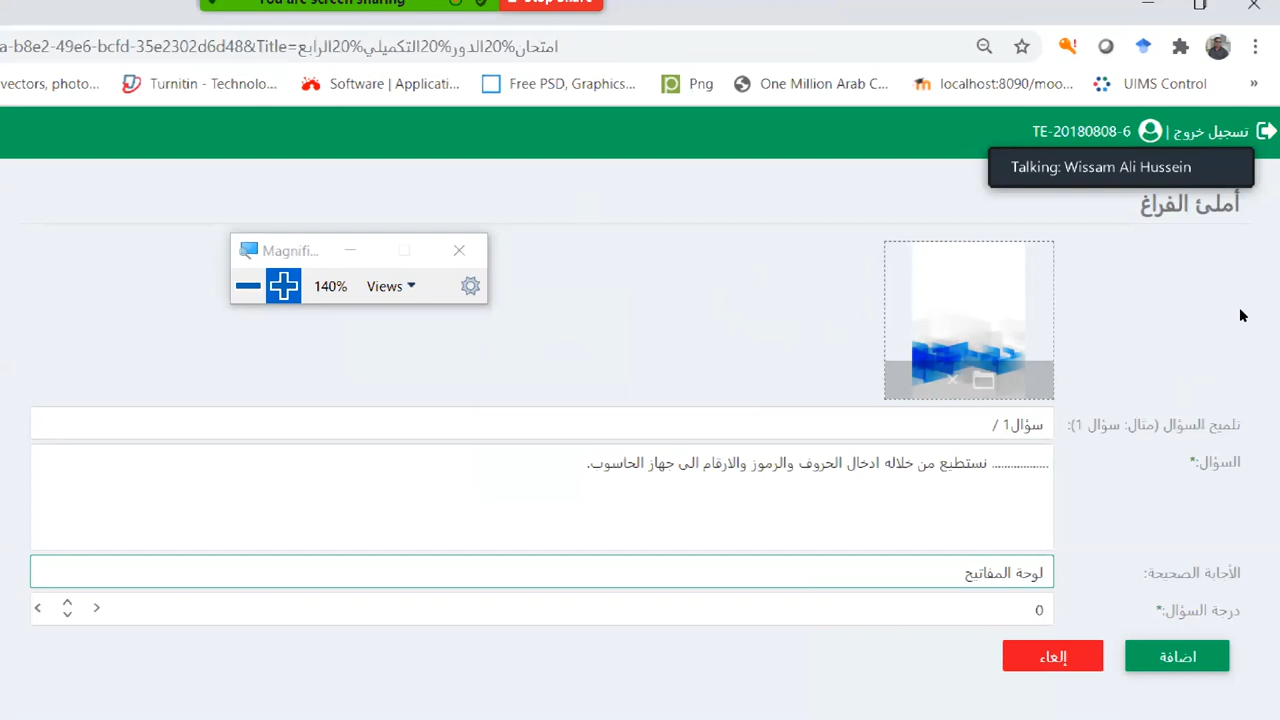 You are screen sharing
Stop Share
a-b8e2-49e6-bcfd-35e2302d6d48&Title=امتحان%20الدور%20التكميلي%20الرابع
vectors, photo...
Turnitin - Technolo...
Software | Applicati...
Free PSD, Graphics...
Png
One Million Arab C...
localhost:8090/moo...
UIMS Control
»
تسجيل خروج | TE-20180808-6
Talking: Wissam Ali Hussein
أملئ الفراغ
Magnifi...
140%
Views
تلميح السؤال (مثال: سؤال 1):
سؤال1 /
السؤال:*
................. نستطيع من خلاله ادخال الحروف والرموز والارقام الى جهاز الحاسوب.
الأجابة الصحيحة:
لوحة المفاتيح
درجة السؤال:*
0
اضافة
إلغاء